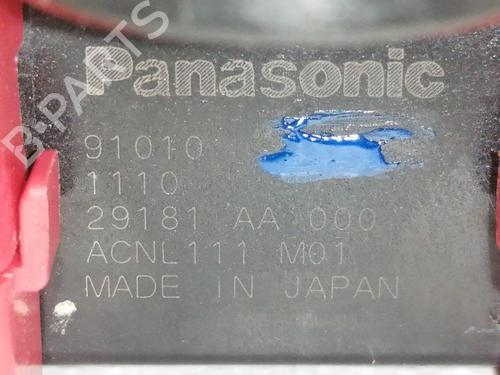 B-PARTS
Panasonic
91010
1110
29181 AA 000
ACNL111 M01
MADE IN JAPAN